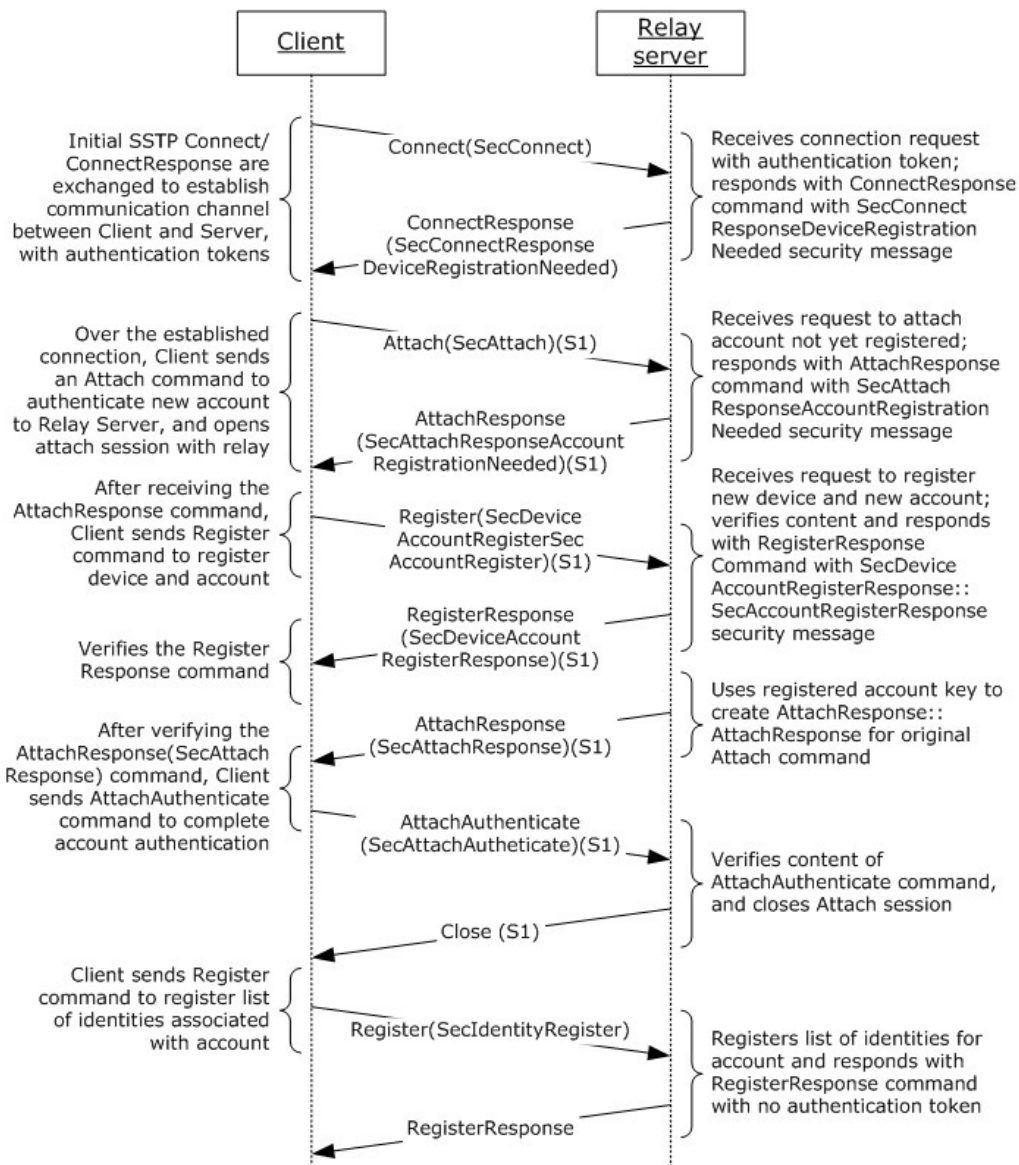 Client
Relay
server
Initial SSTP Connect/
ConnectResponse are
exchanged to establish
communication channel
between Client and Server,
with authentication tokens
Connect(SecConnect)
Receives connection request
with authentication token;
responds with ConnectResponse
command with SecConnect
ResponseDeviceRegistration
Needed security message
ConnectResponse
(SecConnectResponse
DeviceRegistrationNeeded)
Over the established
connection, Client sends
an Attach command to
authenticate new account
to Relay Server, and opens
attach session with relay
Attach(SecAttach)(S1)
Receives request to attach
account not yet registered;
responds with AttachResponse
command with SecAttach
ResponseAccountRegistration
Needed security message
AttachResponse
(SecAttachResponseAccount
RegistrationNeeded)(S1)
After receiving the
AttachResponse command,
Client sends Register
command to register
device and account
Register(SecDevice
AccountRegisterSec
AccountRegister)(S1)
Receives request to register
new device and new account;
verifies content and responds
with RegisterResponse
Command with SecDevice
AccountRegisterResponse::
SecAccountRegisterResponse
security message
RegisterResponse
(SecDeviceAccount
RegisterResponse)(S1)
Verifies the Register
Response command
Uses registered account key to
create AttachResponse::
AttachResponse for original
Attach command
AttachResponse
(SecAttachResponse)(S1)
After verifying the
AttachResponse(SecAttach
Response) command, Client
sends AttachAuthenticate
command to complete
account authentication
AttachAuthenticate
(SecAttachAutheticate)(S1)
Verifies content of
AttachAuthenticate command,
and closes Attach session
Close (S1)
Client sends Register
command to register list
of identities associated
with account
Register(SecIdentityRegister)
Registers list of identities for
account and responds with
RegisterResponse command
with no authentication token
RegisterResponse